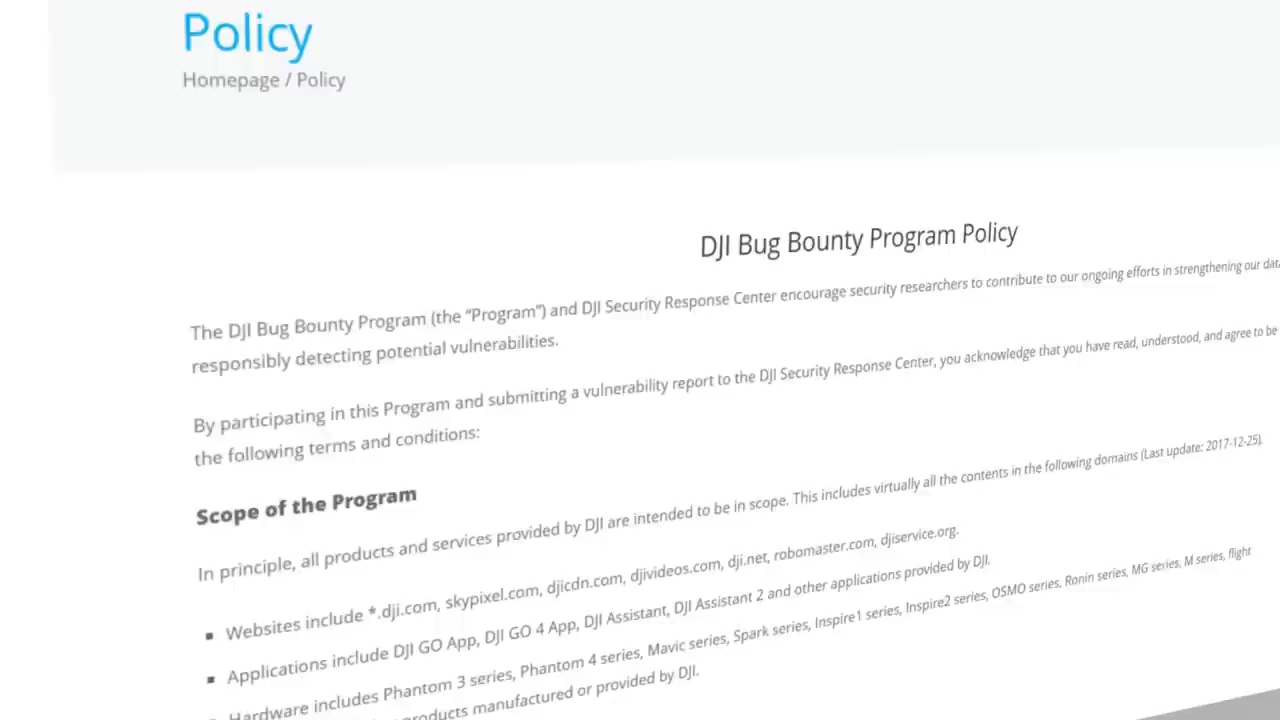 Policy
Homepage / Policy
DJI Bug Bounty Program Policy
The DJI Bug Bounty Program (the “Program”) and DJI Security Response Center encourage security researchers to contribute to our ongoing efforts in strengthening our
responsibly detecting potential vulnerabilities.
By participating in this Program and submitting a vulnerability report to the DJI Security Response Center, you acknowledge that you have read, understood, and agree to be
the following terms and conditions:
Scope of the Program
In principle, all products and services provided by DJI are intended to be in scope. This includes virtually all the contents in the following domains (Last update: 2017-12-25).
▪ Websites include *.dji.com, skypixel.com, djicdn.com, djivideos.com, dji.net, robomaster.com, djiservice.org.
▪ Applications include DJI GO App, DJI GO 4 App, DJI Assistant, DJI Assistant 2 and other applications provided by DJI.
Hardware includes Phantom 3 series, Phantom 4 series, Mavic series, Spark series, Inspire1 series, Inspire2 series, OSMO series, Ronin series, MG series, M series, flight
products manufactured or provided by DJI.